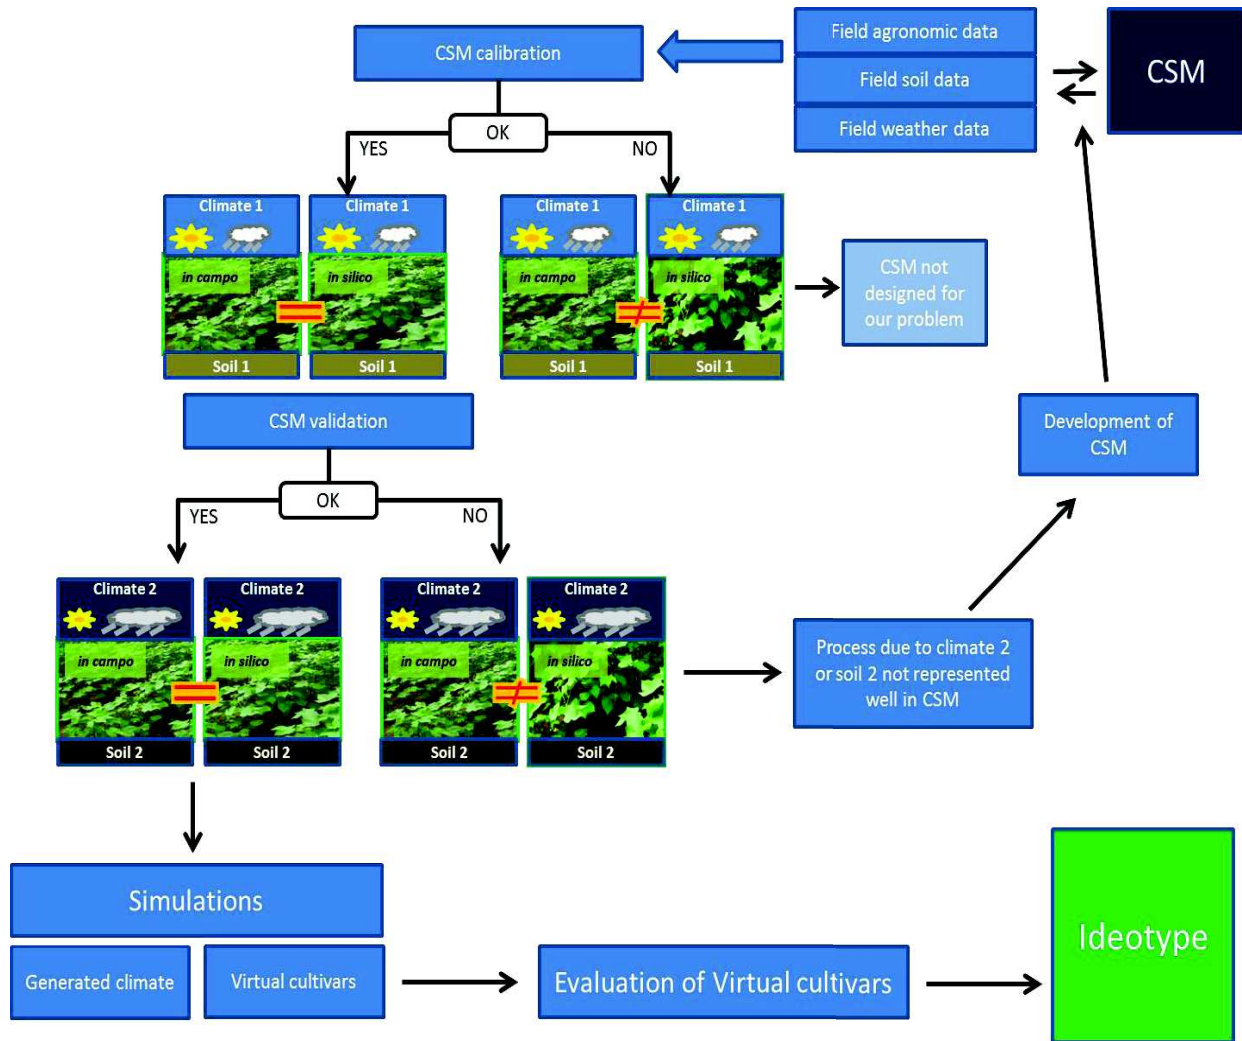 CSM calibration
Field agronomic data
Field soil data
Field weather data
CSM
OK
YES
NO
Climate 1
Climate 1
Climate 1
Climate 1
in campo
in silico
in campo
in silico
Soil 1
Soil 1
Soil 1
Soil 1
CSM not
designed for
our problem
CSM validation
Development of
CSM
OK
YES
NO
Climate 2
Climate 2
Climate 2
Climate 2
in campo
in silico
in campo
in silico
Soil 2
Soil 2
Soil 2
Soil 2
Process due to climate 2
or soil 2 not represented
well in CSM
Simulations
Generated climate
Virtual cultivars
Evaluation of Virtual cultivars
Ideotype